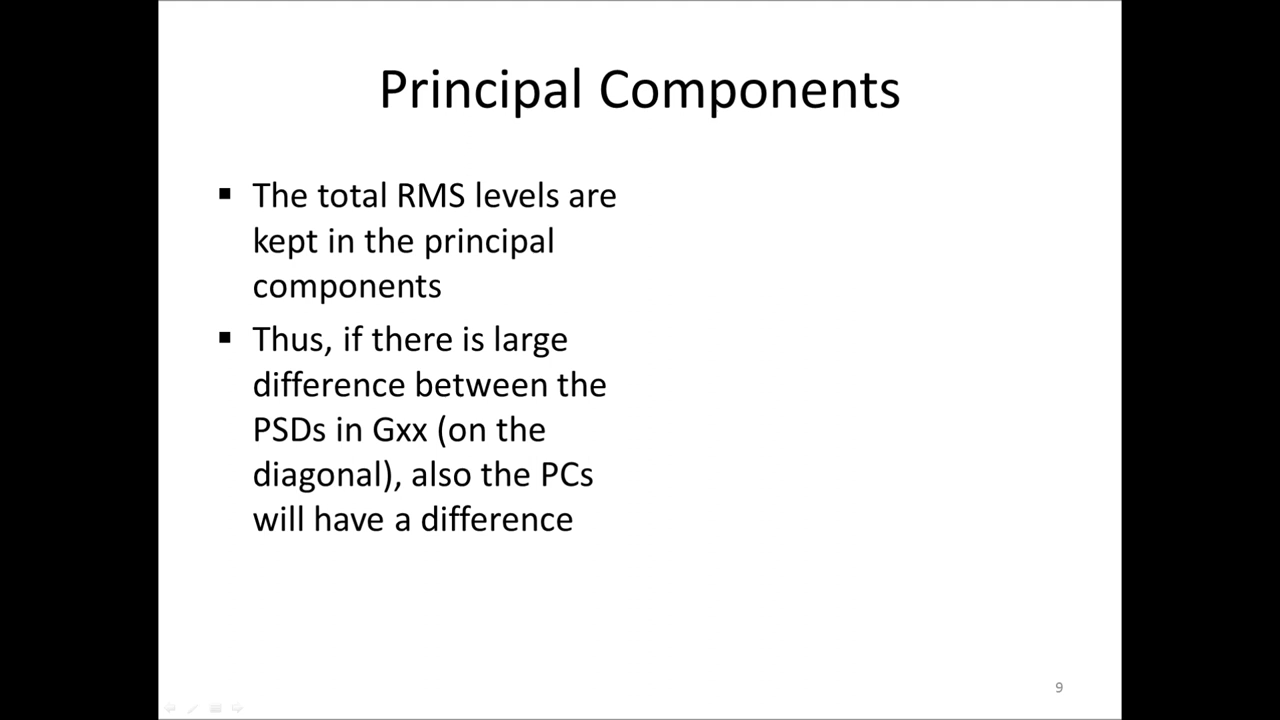 Principal Components
▪ The total RMS levels are
kept in the principal
components
▪ Thus, if there is large
difference between the
PSDs in Gxx (on the
diagonal), also the PCs
will have a difference
9